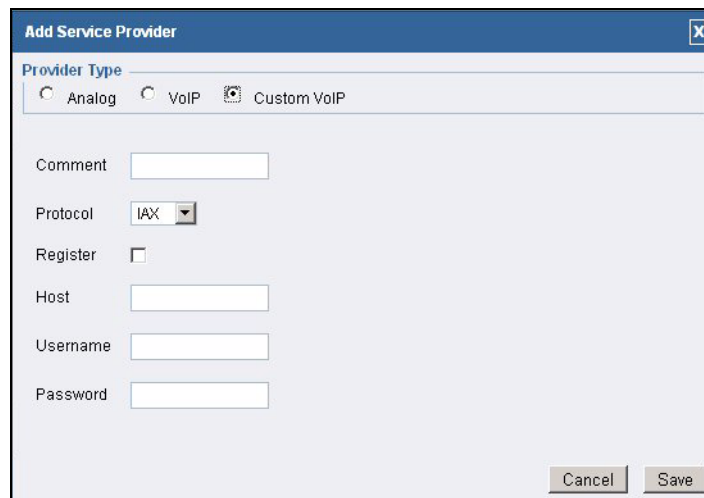 Add Service Provider X
Provider Type
Analog VoIP Custom VoIP
Comment
Protocol IAX
Register
Host
Username
Password
Cancel Save